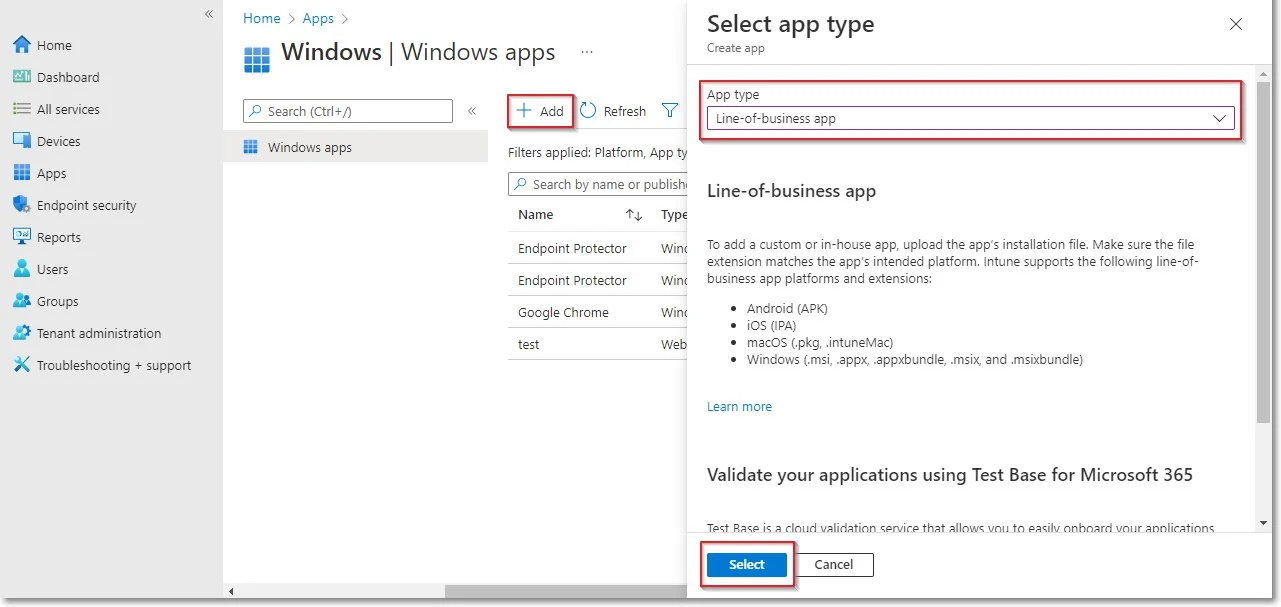 «
Home
Dashboard
All services
Devices
Apps
Endpoint security
Reports
Users
Groups
Tenant administration
Troubleshooting + support
Home > Apps >
Windows | Windows apps ...
Search (Ctrl+/) «
Windows apps
+ Add Refresh
Filters applied: Platform, App ty
Search by name or publish
Name ↑↓ Type
Endpoint Protector Wind
Endpoint Protector Wind
Google Chrome Wind
test Web
Select app type
Create app
App type
Line-of-business app
Line-of-business app
To add a custom or in-house app, upload the app's installation file. Make sure the file
extension matches the app's intended platform. Intune supports the following line-of-
business app platforms and extensions:
• Android (APK)
• iOS (IPA)
• macOS (.pkg, .intuneMac)
• Windows (.msi, .appx, .appxbundle, .msix, and .msixbundle)
Learn more
Validate your applications using Test Base for Microsoft 365
Test Base is a cloud validation service that allows you to easily onboard your applications
Select Cancel